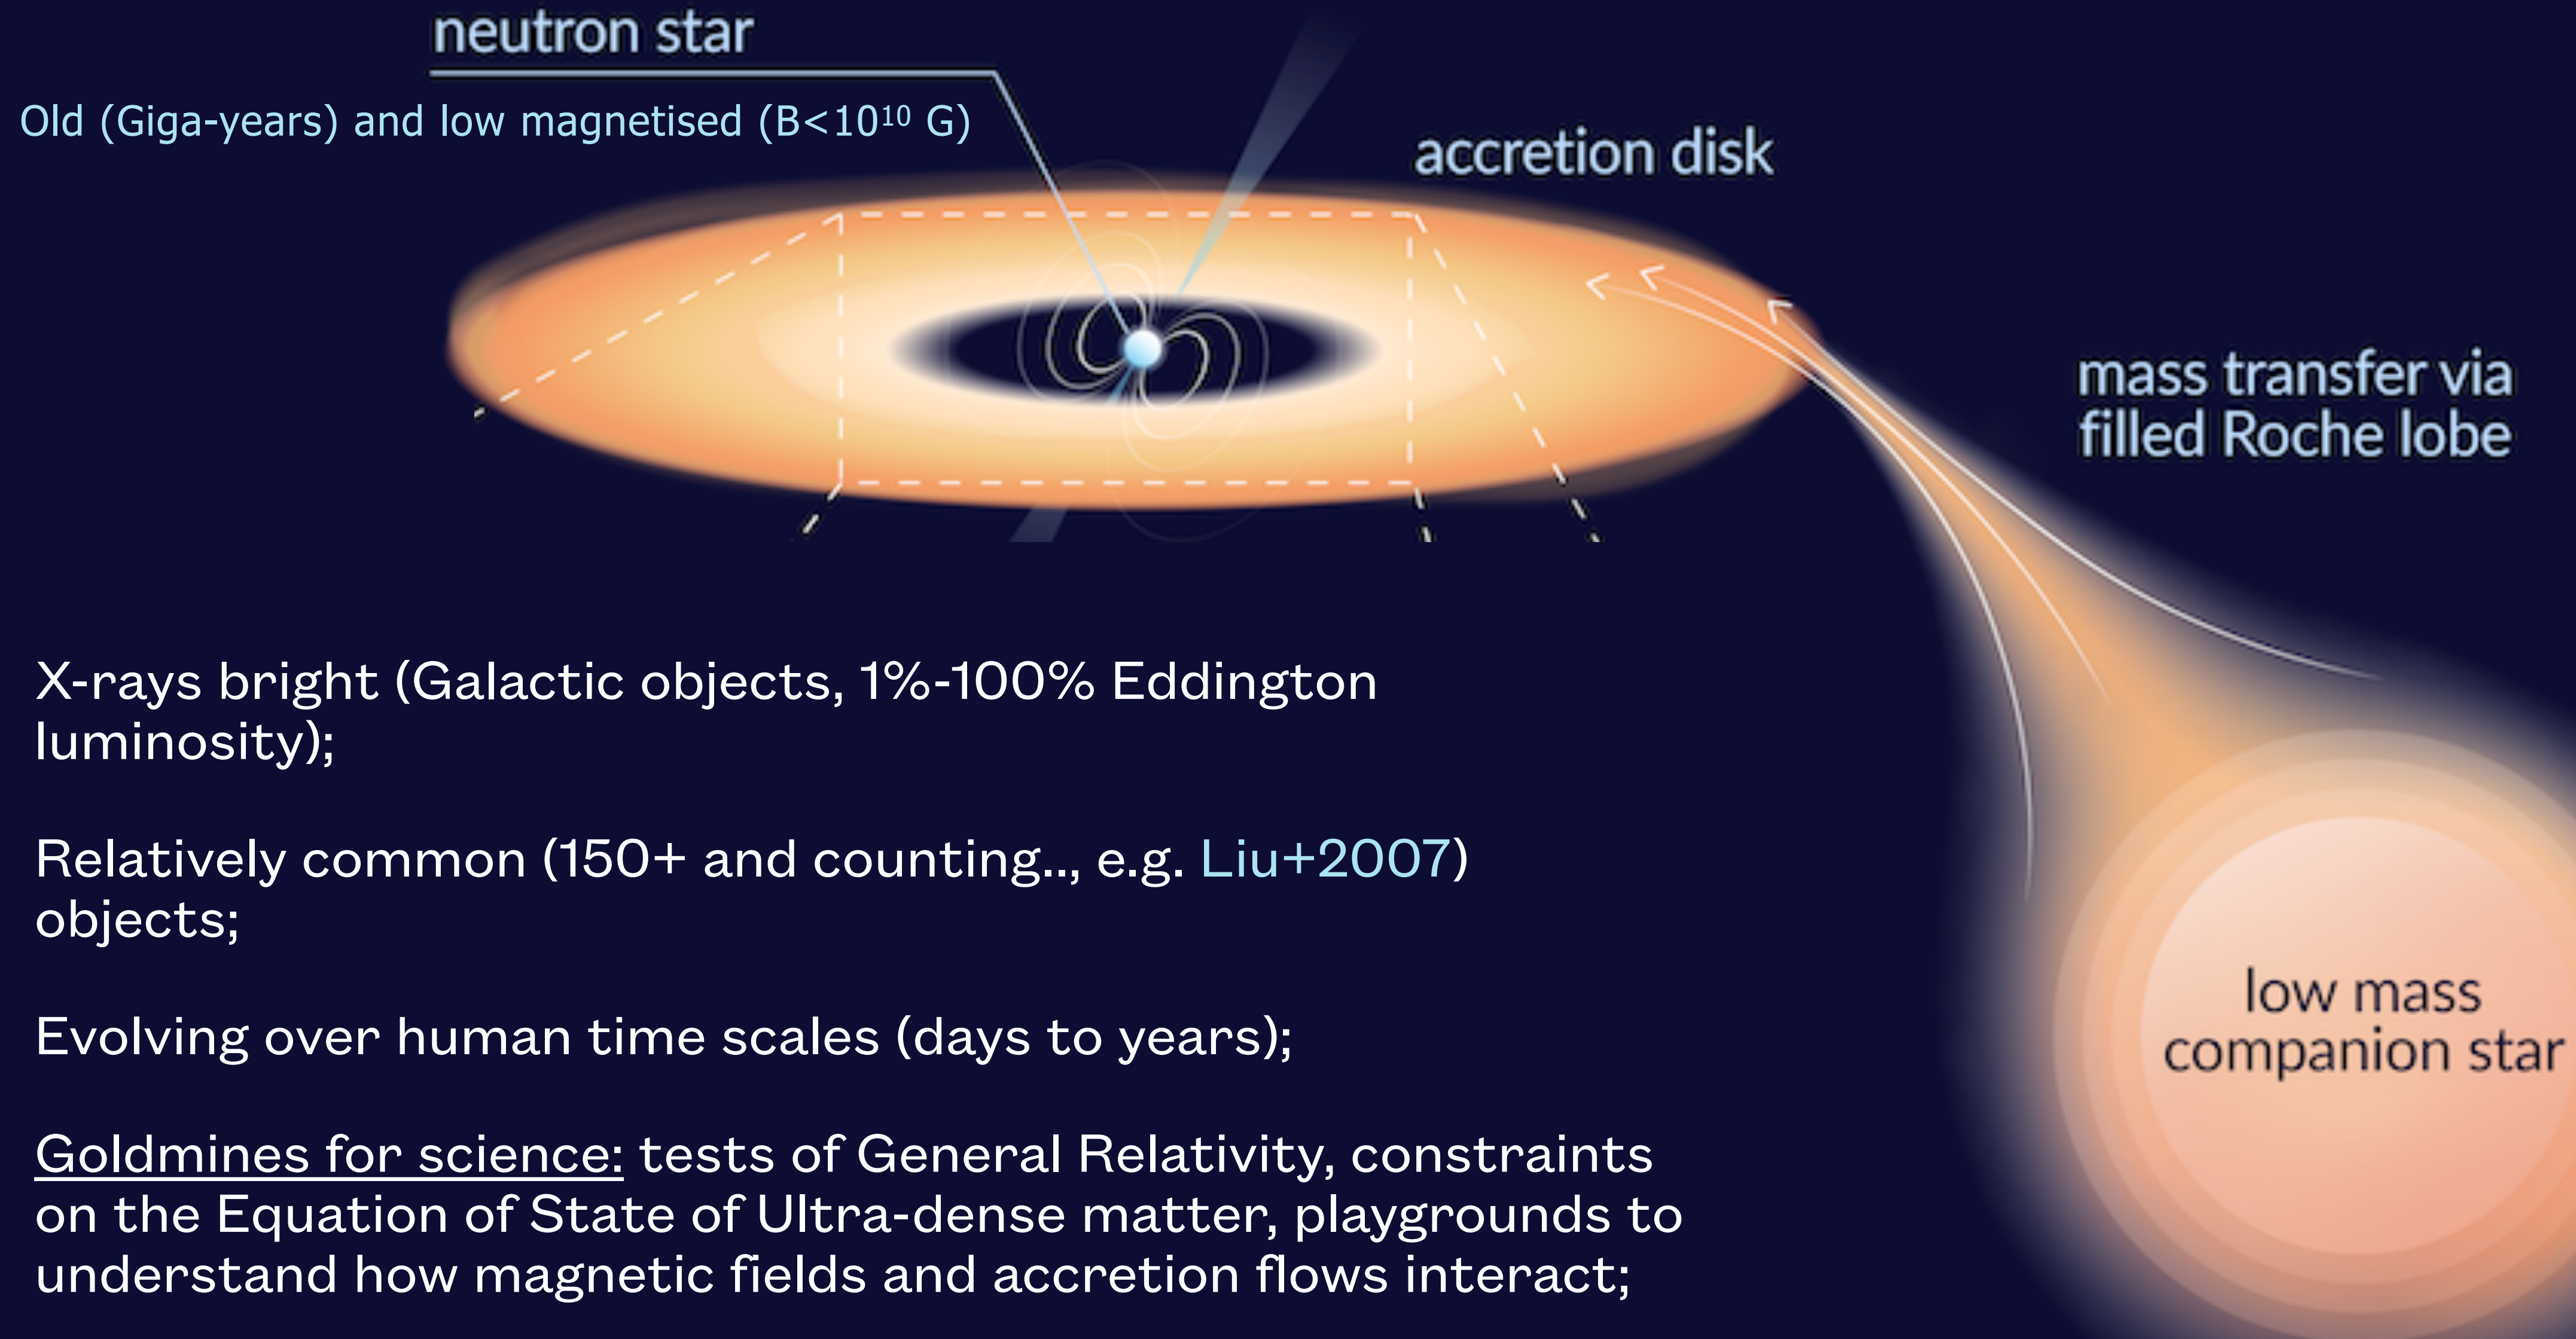 neutron star
Old (Giga-years) and low magnetised (B<10¹⁰ G)
accretion disk
mass transfer via
filled Roche lobe
X-rays bright (Galactic objects, 1%-100% Eddington
luminosity);
Relatively common (150+ and counting.., e.g. Liu+2007)
objects;
Evolving over human time scales (days to years);
Goldmines for science: tests of General Relativity, constraints
on the Equation of State of Ultra-dense matter, playgrounds to
understand how magnetic fields and accretion flows interact;
low mass
companion star